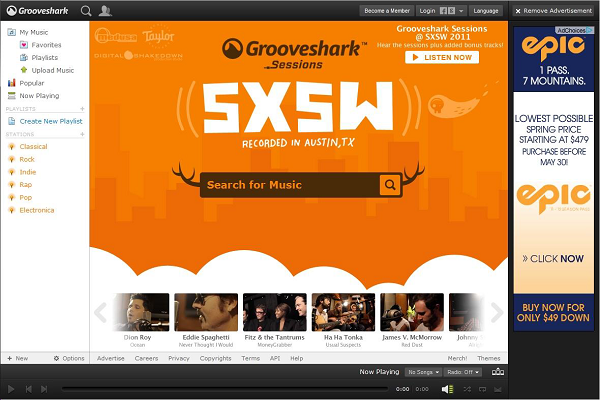 Grooveshark
Become a Member
Login
Language
Remove Advertisement
My Music
Favorites
Playlists
Upload Music
Popular
Now Playing
PLAYLISTS +
Create New Playlist
STATIONS +
Classical
Rock
Indie
Rap
Pop
Electronica
+ New
Options
madison
Taylor
DIGITAL SHAKEDOWN
Grooveshark™
Sessions
Grooveshark Sessions
@ SXSW 2011
Hear the sessions plus added bonus tracks!
LISTEN NOW
SXSW
RECORDED IN AUSTIN,TX
Search for Music
Dion Roy
Ocean
Eddie Spaghetti
Never Thought I Would
Fitz & the Tantrums
MoneyGrabber
Ha Ha Tonka
Usual Suspects
James V. McMorrow
Red Dust
Johnny
Advertise
Careers
Privacy
Copyrights
Terms
API
Help
Merch!
Themes
Now Playing
No Songs
Radio: Off
0:00
0:00
AdChoices
epic
1 PASS.
7 MOUNTAINS.
LOWEST POSSIBLE
SPRING PRICE
STARTING AT $479
PURCHASE BEFORE
MAY 30!
epic
» CLICK NOW
BUY NOW FOR
ONLY $49 DOWN